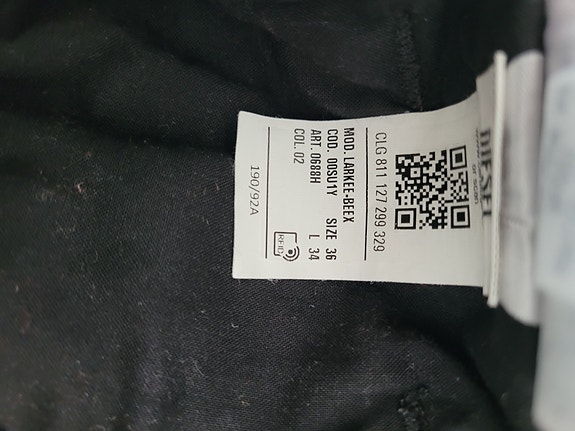 DIESEL
CLG 811 127 299 329
MOD. LARKEE-BEEX
COD. 00SU1Y SIZE 36
ART. 0688H L 34
COL. 02
RFID
190/92A